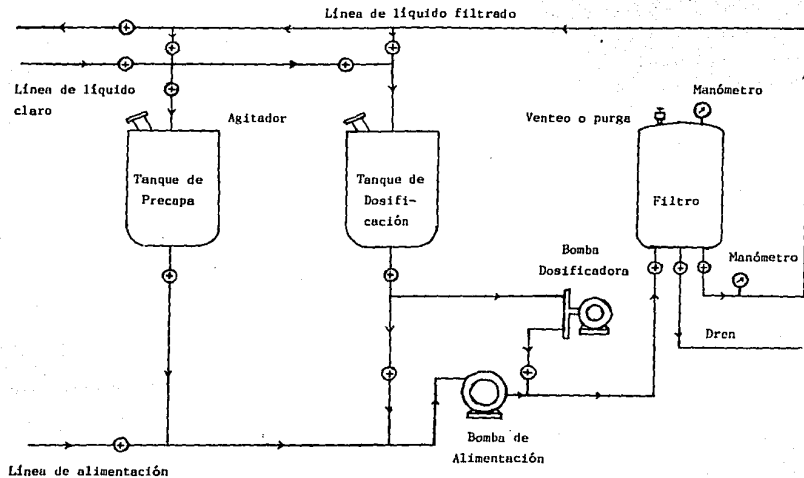 Línea de líquido filtrado
Línea de líquido
claro
Agitador
Venteo o purga
Manómetro
Tanque de
Precapa
Tanque de
Dosifi-
cación
Filtro
Bomba
Dosificadora
Manómetro
Dren
Bomba de
Alimentación
Línea de alimentación